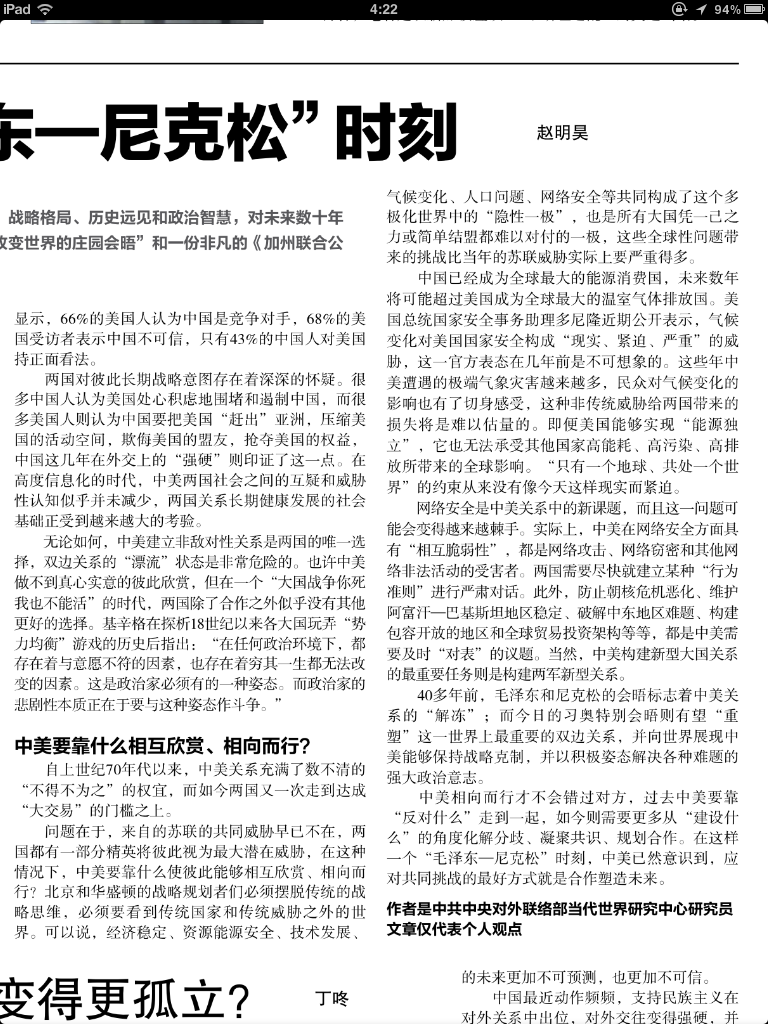 iPad
4:22
94%
东—尼克松”时刻
赵明昊
战略格局、历史远见和政治智慧，对未来数十年
改变世界的庄园会晤”和一份非凡的《加州联合公
显示，66%的美国人认为中国是竞争对手，68%的美
国受访者表示中国不可信，只有43%的中国人对美国
持正面看法。
两国对彼此长期战略意图存在着深深的怀疑。很
多中国人认为美国处心积虑地围堵和遏制中国，而很
多美国人则认为中国要把美国“赶出”亚洲，压缩美
国的活动空间，欺侮美国的盟友，抢夺美国的权益，
中国这几年在外交上的“强硬”则印证了这一点。在
高度信息化的时代，中美两国社会之间的互疑和威胁
性认知似乎并未减少，两国关系长期健康发展的社会
基础正受到越来越大的考验。
无论如何，中美建立非敌对性关系是两国的唯一选
择，双边关系的“漂流”状态是非常危险的。也许中美
做不到真心实意的彼此欣赏，但在一个“大国战争你死
我也不能活”的时代，两国除了合作之外似乎没有其他
更好的选择。基辛格在探析18世纪以来各大国玩弄“势
力均衡”游戏的历史后指出：“在任何政治环境下，都
存在着与意愿不符的因素，也存在着穷其一生都无法改
变的因素。这是政治家必须有的一种姿态。而政治家的
悲剧性本质正在于要与这种姿态作斗争。”
中美要靠什么相互欣赏、相向而行？
自上世纪70年代以来，中美关系充满了数不清的
“不得不为之”的权宜，而如今两国又一次走到达成
“大交易”的门槛之上。
问题在于，来自的苏联的共同威胁早已不在，两
国都有一部分精英将彼此视为最大潜在威胁，在这种
情况下，中美要靠什么使彼此能够相互欣赏、相向而
行？北京和华盛顿的战略规划者们必须摆脱传统的战
略思维，必须要看到传统国家和传统威胁之外的世
界。可以说，经济稳定、资源能源安全、技术发展、
气候变化、人口问题、网络安全等共同构成了这个多
极化世界中的“隐性一极”，也是所有大国凭一己之
力或简单结盟都难以对付的一极，这些全球性问题带
来的挑战比当年的苏联威胁实际上要严重得多。
中国已经成为全球最大的能源消费国，未来数年
将可能超过美国成为全球最大的温室气体排放国。美
国总统国家安全事务助理多尼隆近期公开表示，气候
变化对美国国家安全构成“现实、紧迫、严重”的威
胁，这一官方表态在几年前是不可想象的。这些年中
美遭遇的极端气象灾害越来越多，民众对气候变化的
影响也有了切身感受，这种非传统威胁给两国带来的
损失将是难以估量的。即便美国能够实现“能源独
立”，它也无法承受其他国家高能耗、高污染、高排
放所带来的全球影响。“只有一个地球、共处一个世
界”的约束从来没有像今天这样现实而紧迫。
网络安全是中美关系中的新课题，而且这一问题可
能会变得越来越棘手。实际上，中美在网络安全方面具
有“相互脆弱性”，都是网络攻击、网络窃密和其他网
络非法活动的受害者。两国需要尽快就建立某种“行为
准则”进行严肃对话。此外，防止朝核危机恶化、维护
阿富汗—巴基斯坦地区稳定、破解中东地区难题、构建
包容开放的地区和全球贸易投资架构等等，都是中美需
要及时“对表”的议题。当然，中美构建新型大国关系
的最重要任务则是构建两军新型关系。
40多年前，毛泽东和尼克松的会晤标志着中美关
系的“解冻”；而今日的习奥特别会晤则有望“重
塑”这一世界上最重要的双边关系，并向世界展现中
美能够保持战略克制，并以积极姿态解决各种难题的
强大政治意志。
中美相向而行才不会错过对方，过去中美要靠
“反对什么”走到一起，如今则需要更多从“建设什
么”的角度化解分歧、凝聚共识、规划合作。在这样
一个“毛泽东—尼克松”时刻，中美已然意识到，应
对共同挑战的最好方式就是合作塑造未来。
作者是中共中央对外联络部当代世界研究中心研究员
文章仅代表个人观点
变得更孤立？
丁咚
的未来更加不可预测，也更加不可信。
中国最近动作频频，支持民族主义在
对外关系中出位，对外交往变得强硬，并